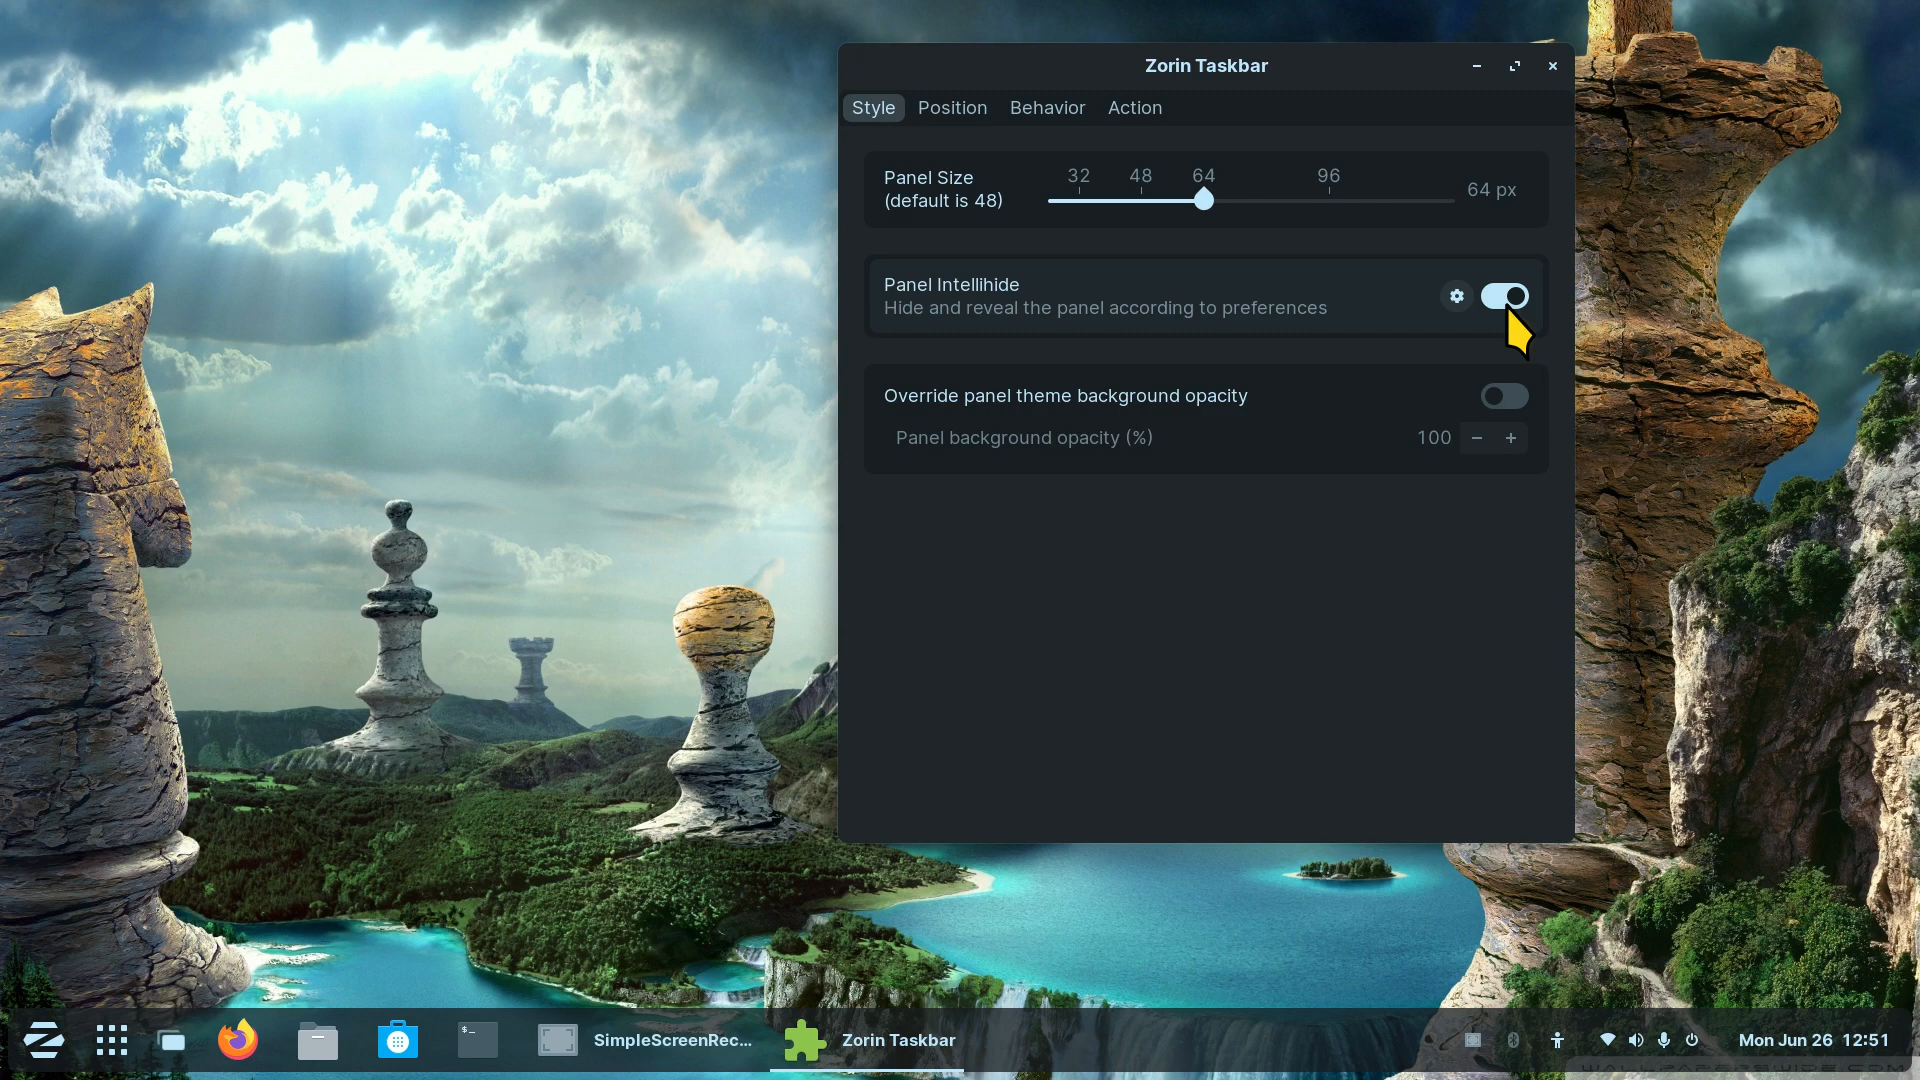 Zorin Taskbar
Style Position Behavior Action
Panel Size
(default is 48)
32 48 64 96
64 px
Panel Intellihide
Hide and reveal the panel according to preferences
Override panel theme background opacity
Panel background opacity (%)
100
SimpleScreenRec...
Zorin Taskbar
Mon Jun 26 12:51